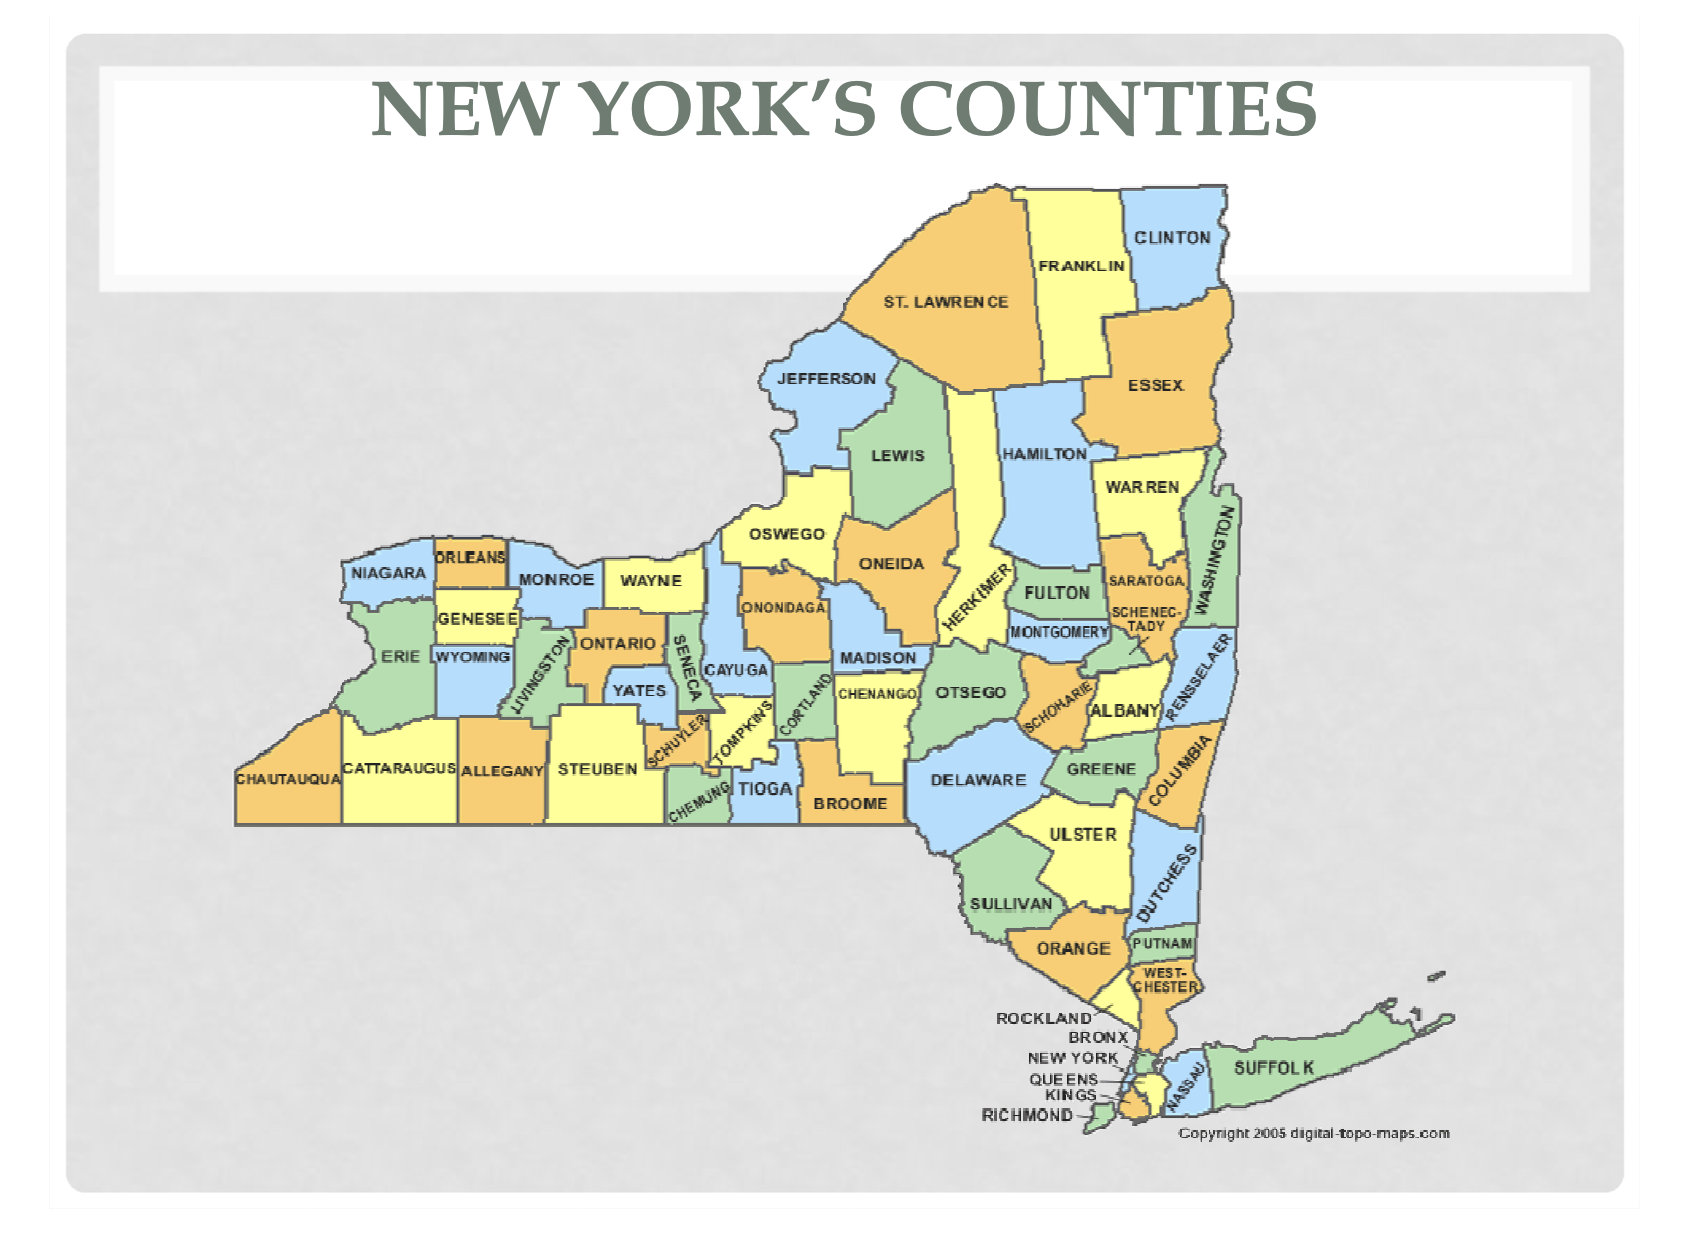 NEW YORK'S COUNTIES
CLINTON
FRANKLIN
ST. LAWRENCE
JEFFERSON
ESSEX
LEWIS
HAMILTON
WARREN
OSWEGO
WASHINGTON
ONEIDA
ORLEANS
NIAGARA
MONROE
WAYNE
HERKIMER
SARATOGA
FULTON
ONONDAGA
SCHENEC-
TADY
GENESEE
MONTGOMERY
ONTARIO
ERIE
WYOMING
LIVINGSTON
SENECA
CAYUGA
MADISON
RENSSELAER
YATES
CORTLAND
CHENANGO
OTSEGO
SCHOHARIE
ALBANY
SCHUYLER
TOMPKINS
CHAUTAUQUA
CATTARAUGUS
ALLEGANY
STEUBEN
GREENE
COLUMBIA
DELAWARE
CHEMUNG
TIOGA
BROOME
ULSTER
DUTCHESS
SULLIVAN
ORANGE
PUTNAM
WEST-
CHESTER
ROCKLAND
BRONX
NEW YORK
QUEENS
KINGS
RICHMOND
NASSAU
SUFFOLK
Copyright 2005 digital-topo-maps.com